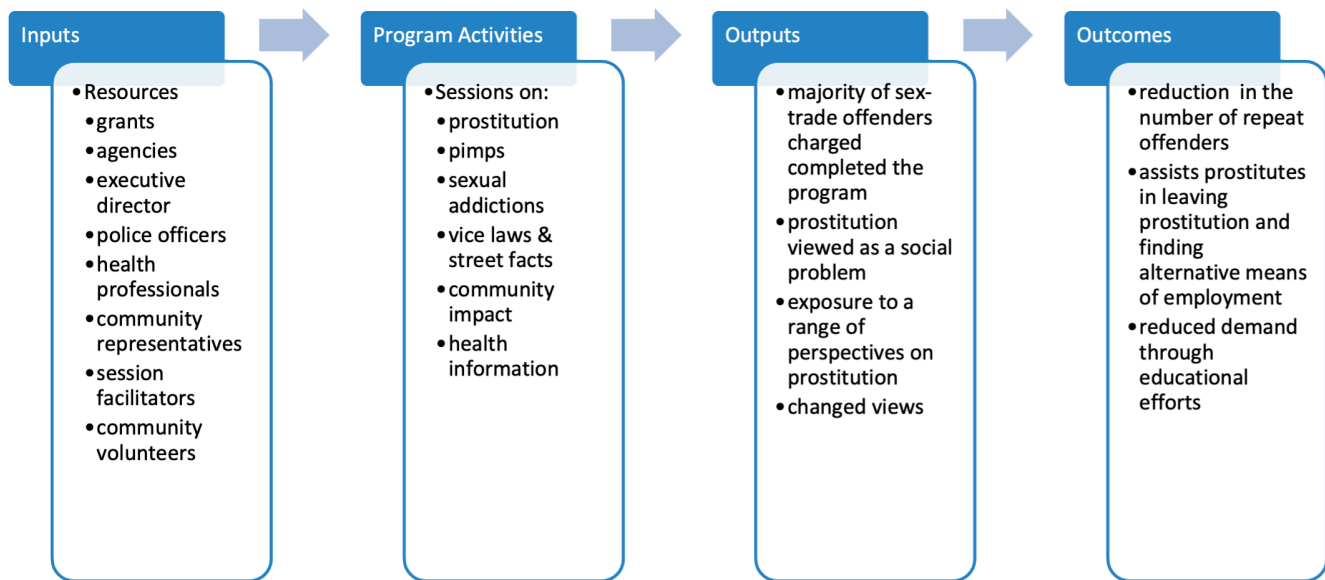 Inputs
•Resources
•grants
•agencies
•executive
director
•police officers
•health
professionals
•community
representatives
•session
facilitators
•community
volunteers
Program Activities
•Sessions on:
•prostitution
•pimps
•sexual
addictions
•vice laws &
street facts
•community
impact
•health
information
Outputs
•majority of sex-
trade offenders
charged
completed the
program
•prostitution
viewed as a social
problem
•exposure to a
range of
perspectives on
prostitution
•changed views
Outcomes
•reduction in the
number of repeat
offenders
•assists prostitutes
in leaving
prostitution and
finding
alternative means
of employment
•reduced demand
through
educational
efforts